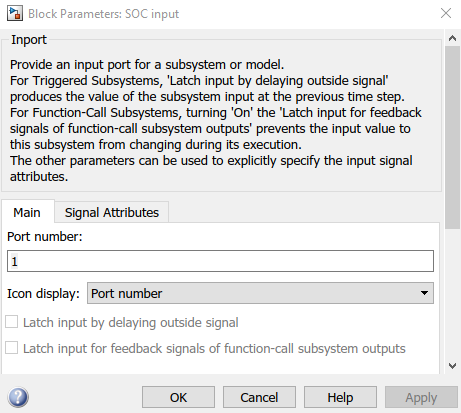 Block Parameters: SOC input
Inport
Provide an input port for a subsystem or model.
For Triggered Subsystems, 'Latch input by delaying outside signal'
produces the value of the subsystem input at the previous time step.
For Function-Call Subsystems, turning 'On' the 'Latch input for feedback
signals of function-call subsystem outputs' prevents the input value to
this subsystem from changing during its execution.
The other parameters can be used to explicitly specify the input signal
attributes.
Main Signal Attributes
Port number:
1
Icon display: Port number
Latch input by delaying outside signal
Latch input for feedback signals of function-call subsystem outputs
? OK Cancel Help Apply